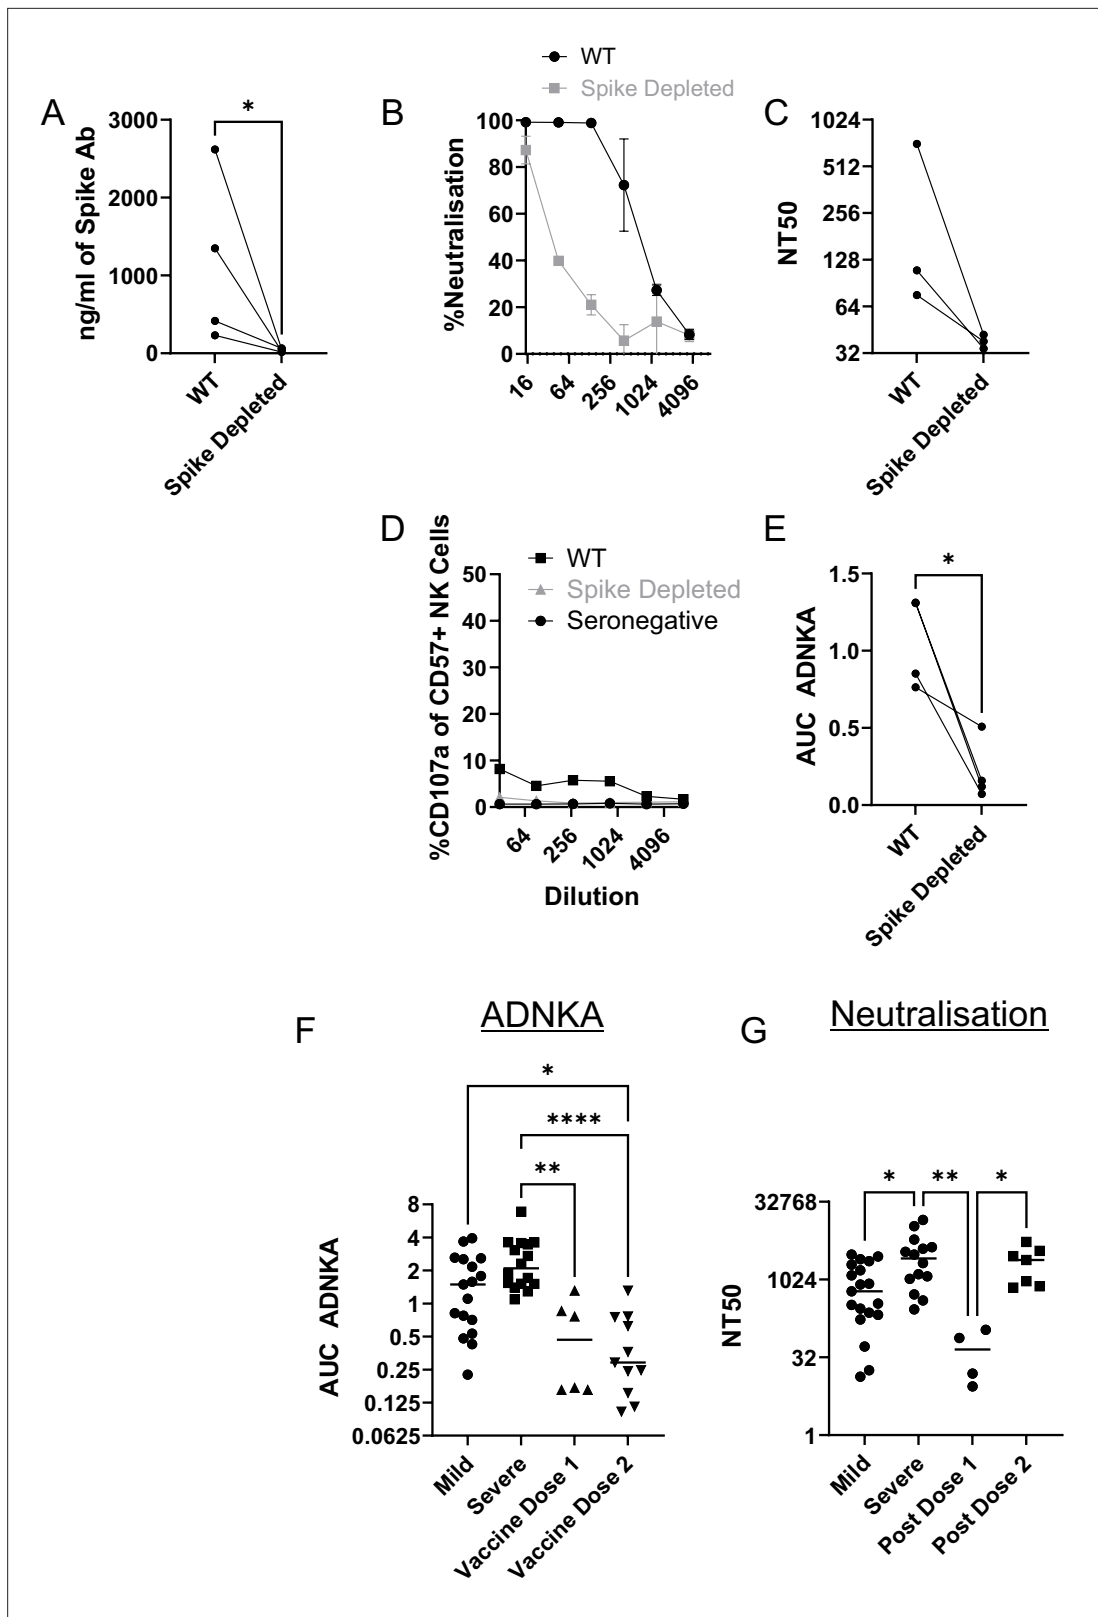 A
*
ng/ml of Spike Ab
3000
2000
1000
0
WT
Spike Depleted
B
WT
Spike Depleted
%Neutralisation
100
80
60
40
20
0
16
64
256
1024
4096
C
NT50
1024
512
256
128
64
32
WT
Spike Depleted
D
%CD107a of CD57+ NK Cells
WT
Spike Depleted
Seronegative
50
40
30
20
10
0
64
256
1024
4096
Dilution
E
*
AUC ADNKA
1.5
1.0
0.5
0.0
WT
Spike Depleted
F
ADNKA
*
****
**
AUC ADNKA
8
4
2
1
0.5
0.25
0.125
0.0625
Mild
Severe
Vaccine Dose 1
Vaccine Dose 2
G
Neutralisation
*
**
*
NT50
32768
1024
32
1
Mild
Severe
Post Dose 1
Post Dose 2